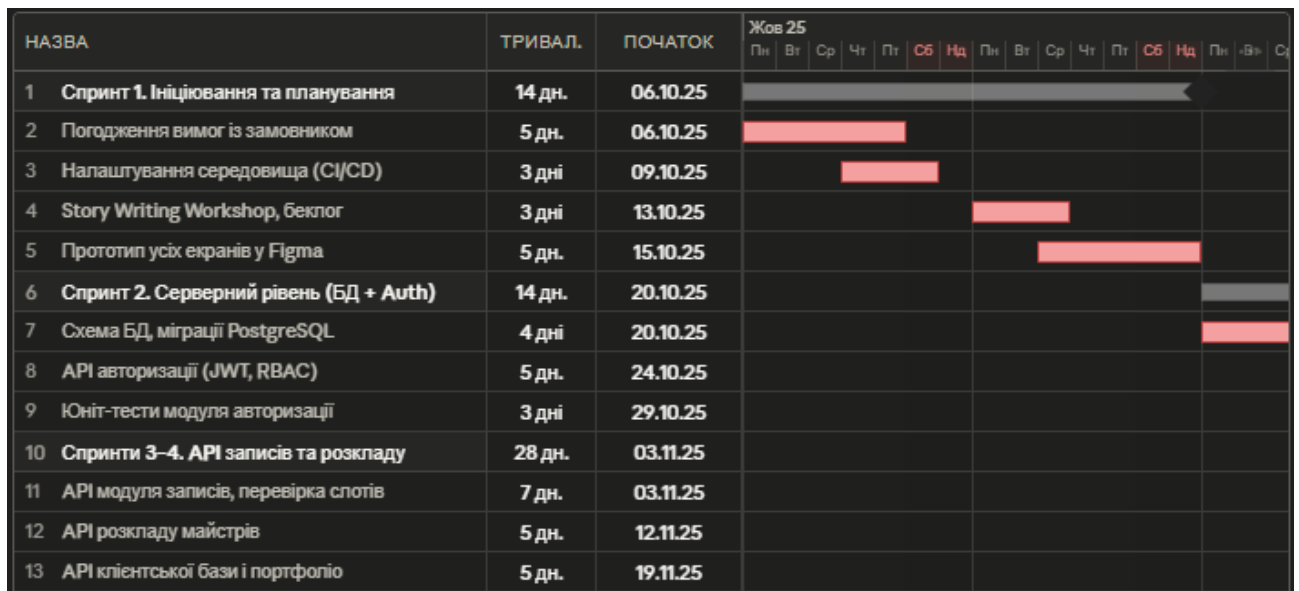 НАЗВА ТРИВАЛ. ПОЧАТОК Жов 25
Пн Вт Ср Чт Пт Сб Нд Пн Вт Ср Чт Пт Сб Нд Пн Вт Ср
1 Спринт 1. Ініціювання та планування 14 дн. 06.10.25
2 Погодження вимог із замовником 5 дн. 06.10.25
3 Налаштування середовища (CI/CD) 3 дні 09.10.25
4 Story Writing Workshop, беклог 3 дні 13.10.25
5 Прототип усіх екранів у Figma 5 дн. 15.10.25
6 Спринт 2. Серверний рівень (БД + Auth) 14 дн. 20.10.25
7 Схема БД, міграції PostgreSQL 4 дні 20.10.25
8 API авторизації (JWT, RBAC) 5 дн. 24.10.25
9 Юніт-тести модуля авторизації 3 дні 29.10.25
10 Спринти 3–4. API записів та розкладу 28 дн. 03.11.25
11 API модуля записів, перевірка слотів 7 дн. 03.11.25
12 API розкладу майстрів 5 дн. 12.11.25
13 API клієнтської бази і портфоліо 5 дн. 19.11.25